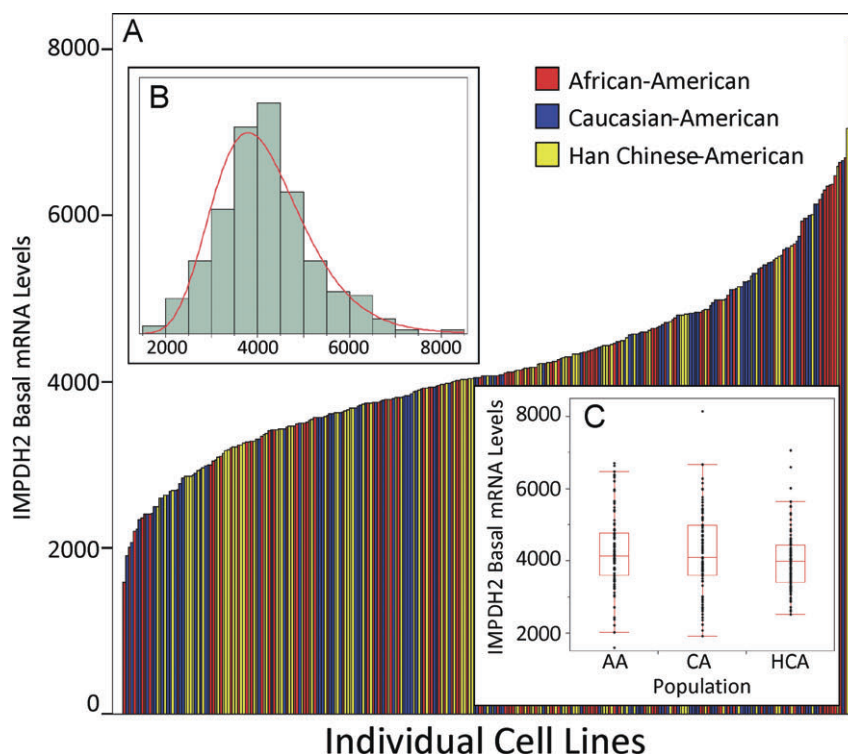 A
8000
6000
4000
2000
0
IMPDH2 Basal mRNA Levels
Individual Cell Lines
African-American
Caucasian-American
Han Chinese-American
B
2000 4000 6000 8000
C
8000
6000
4000
2000
IMPDH2 Basal mRNA Levels
AA CA HCA
Population